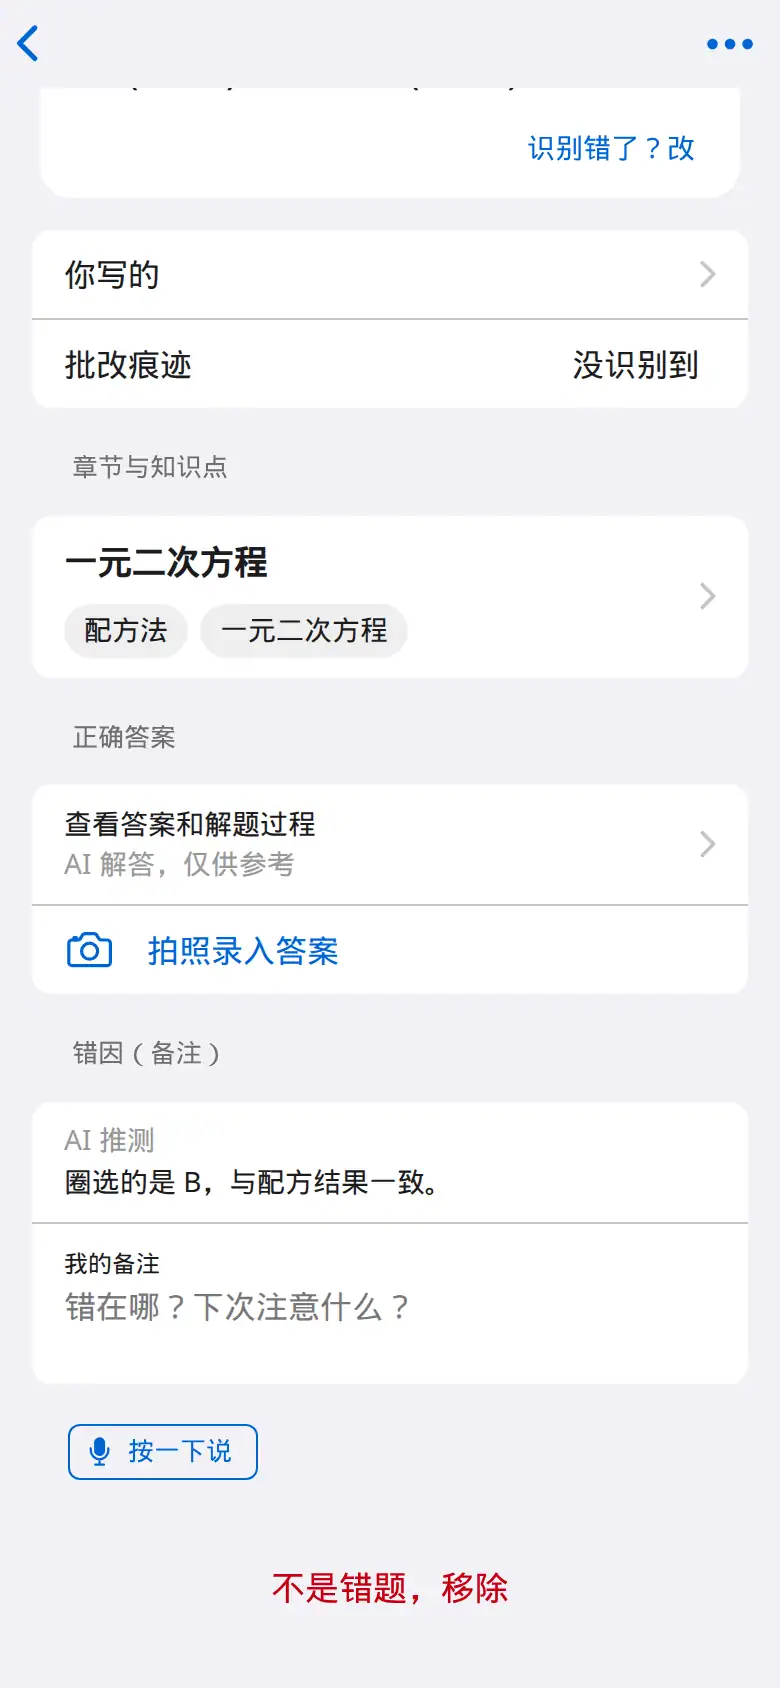 识别错了？改
你写的
批改痕迹 没识别到
章节与知识点
一元二次方程
配方法 一元二次方程
正确答案
查看答案和解题过程
AI 解答，仅供参考
拍照录入答案
错因（备注）
AI 推测
圈选的是 B，与配方结果一致。
我的备注
错在哪？下次注意什么？
按一下说
不是错题，移除